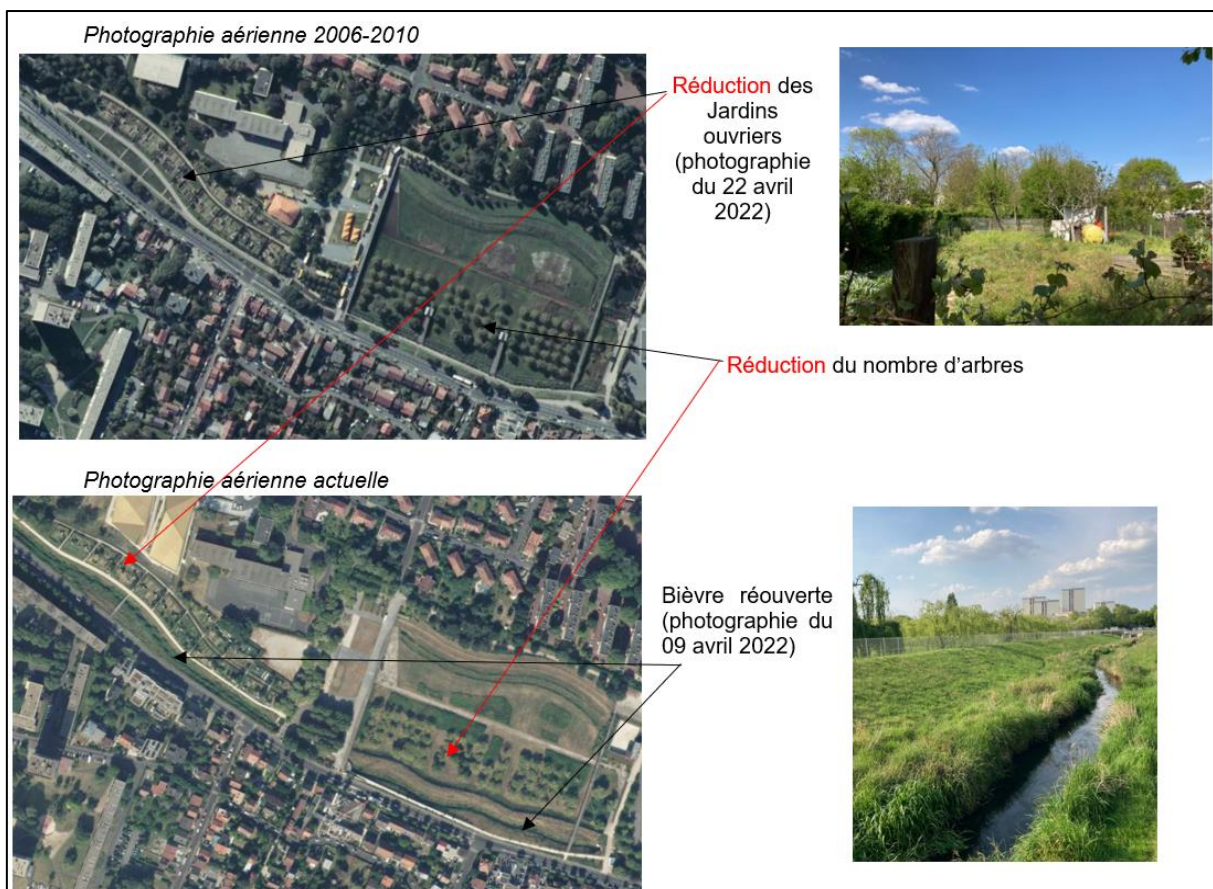 Photographie aérienne 2006-2010
Réduction des
Jardins
ouvriers
(photographie
du 22 avril
2022)
Réduction du nombre d'arbres
Photographie aérienne actuelle
Bièvre réouverte
(photographie du
09 avril 2022)